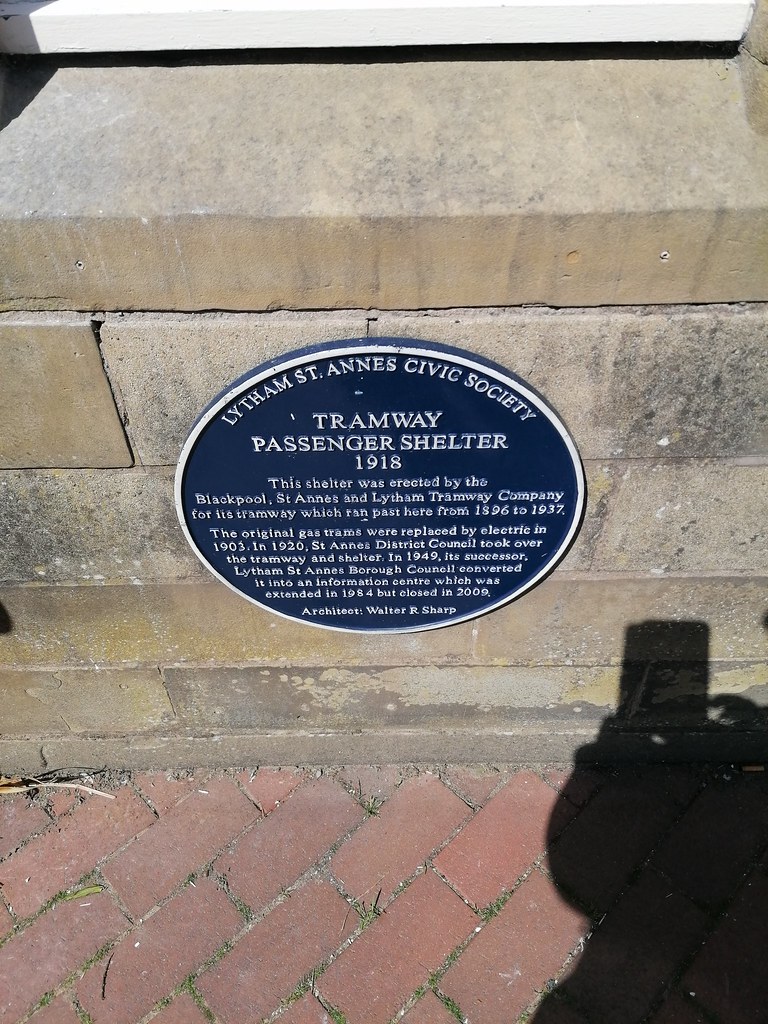 LYTHAM ST. ANNES CIVIC SOCIETY
TRAMWAY
PASSENGER SHELTER
1918
This shelter was erected by the
Blackpool, St Annes and Lytham Tramway Company
for its tramway which ran past here from 1896 to 1937.
The original gas trams were replaced by electric in
1903. In 1920, St Annes District Council took over
the tramway and shelter. In 1949, its successor,
Lytham St Annes Borough Council converted
it into an information centre which was
extended in 1984 but closed in 2009.
Architect: Walter R Sharp